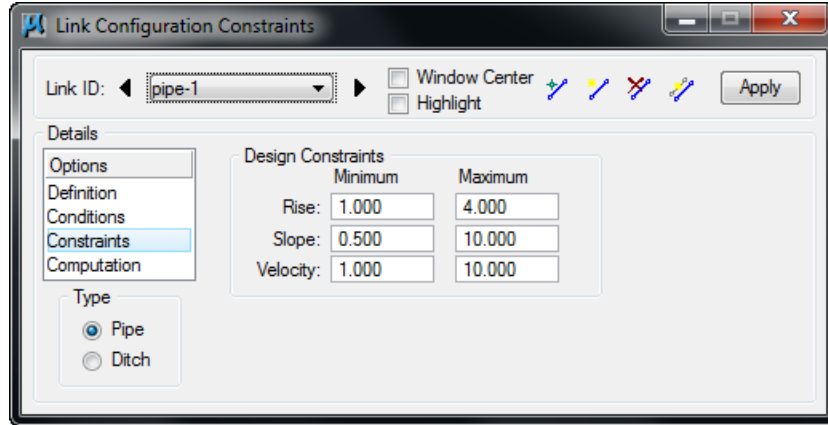 Link Configuration Constraints
Link ID: pipe-1 Window Center
Highlight
Apply
Details
Options
Definition
Conditions
Constraints
Computation
Design Constraints
Minimum Maximum
Rise: 1.000 4.000
Slope: 0.500 10.000
Velocity: 1.000 10.000
Type
Pipe
Ditch